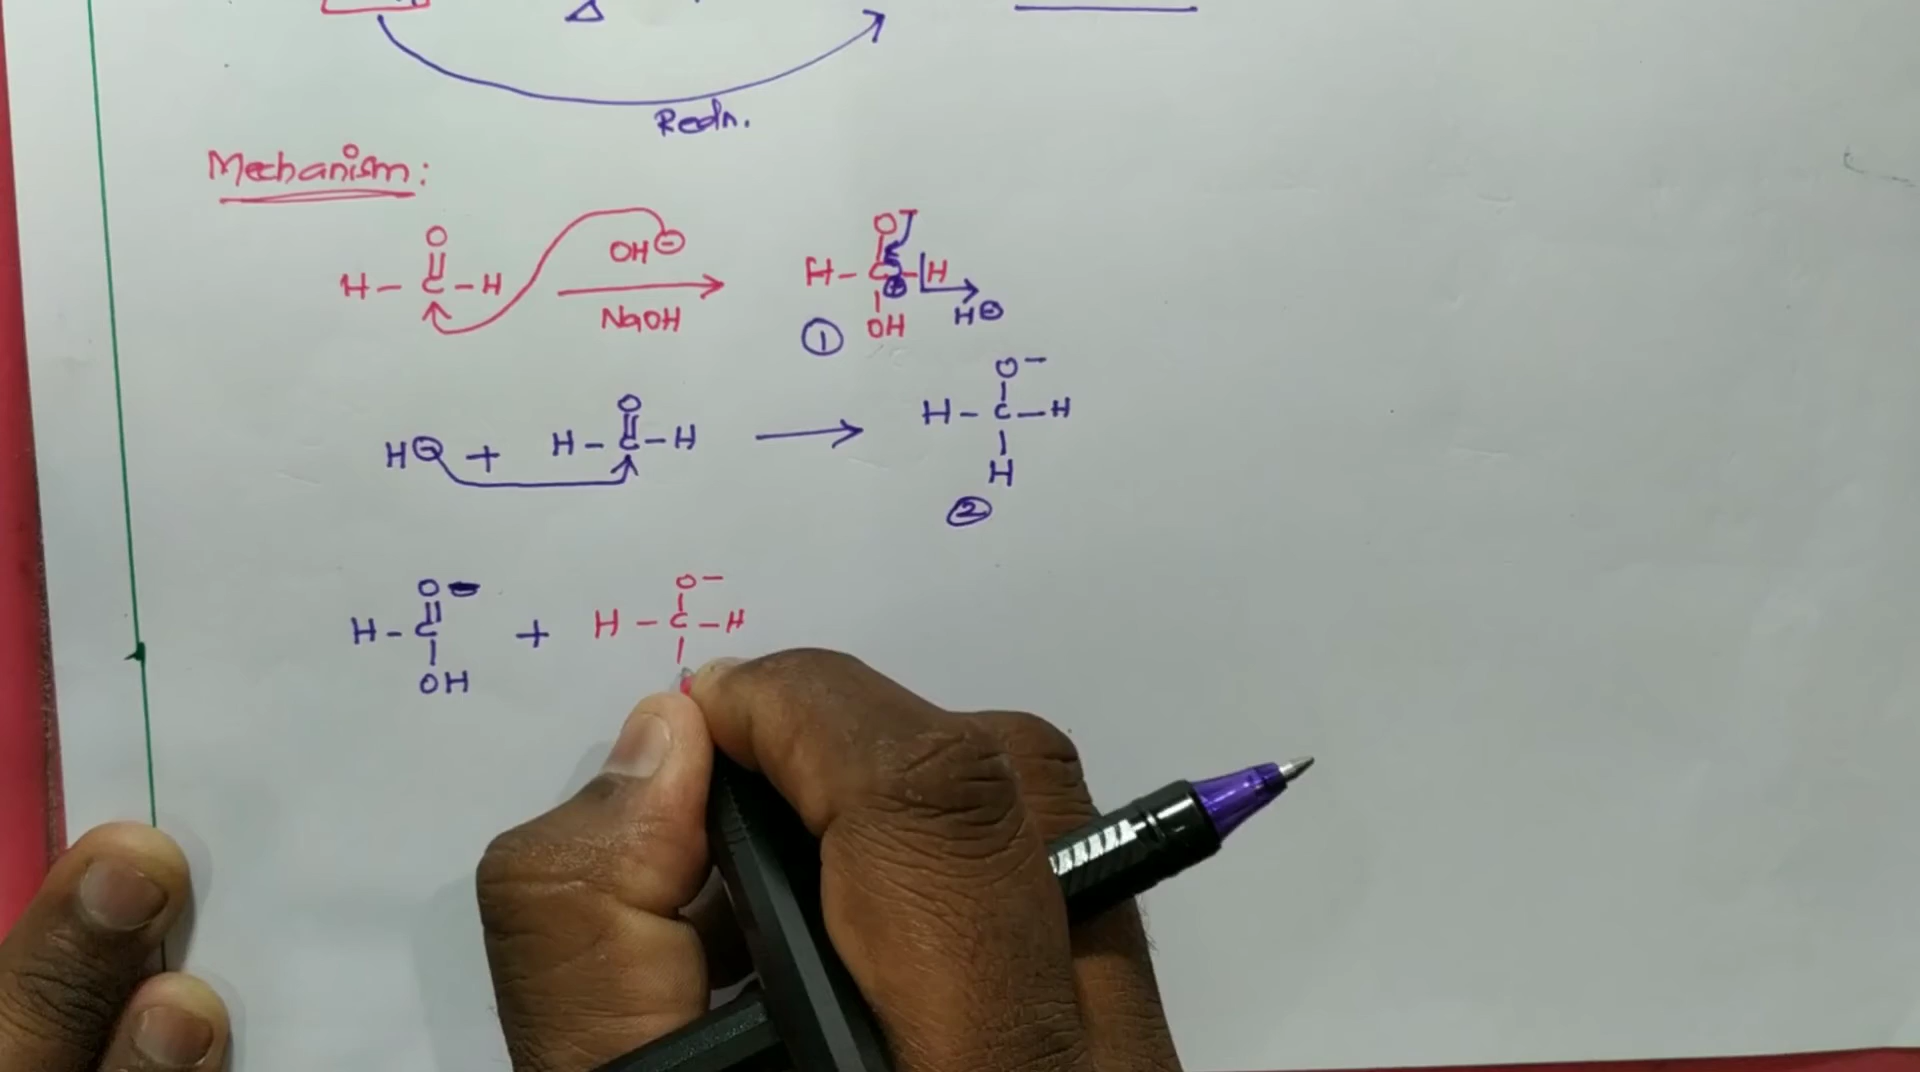 Δ
Redn.
Mechanism:
O O
H - C - H OH⊖ H - C - H
NaOH OH H⊖
①
O O⁻
H⊖ + H - C - H → H - C - H
H
②
O O⁻
H - C + H - C - H
OH